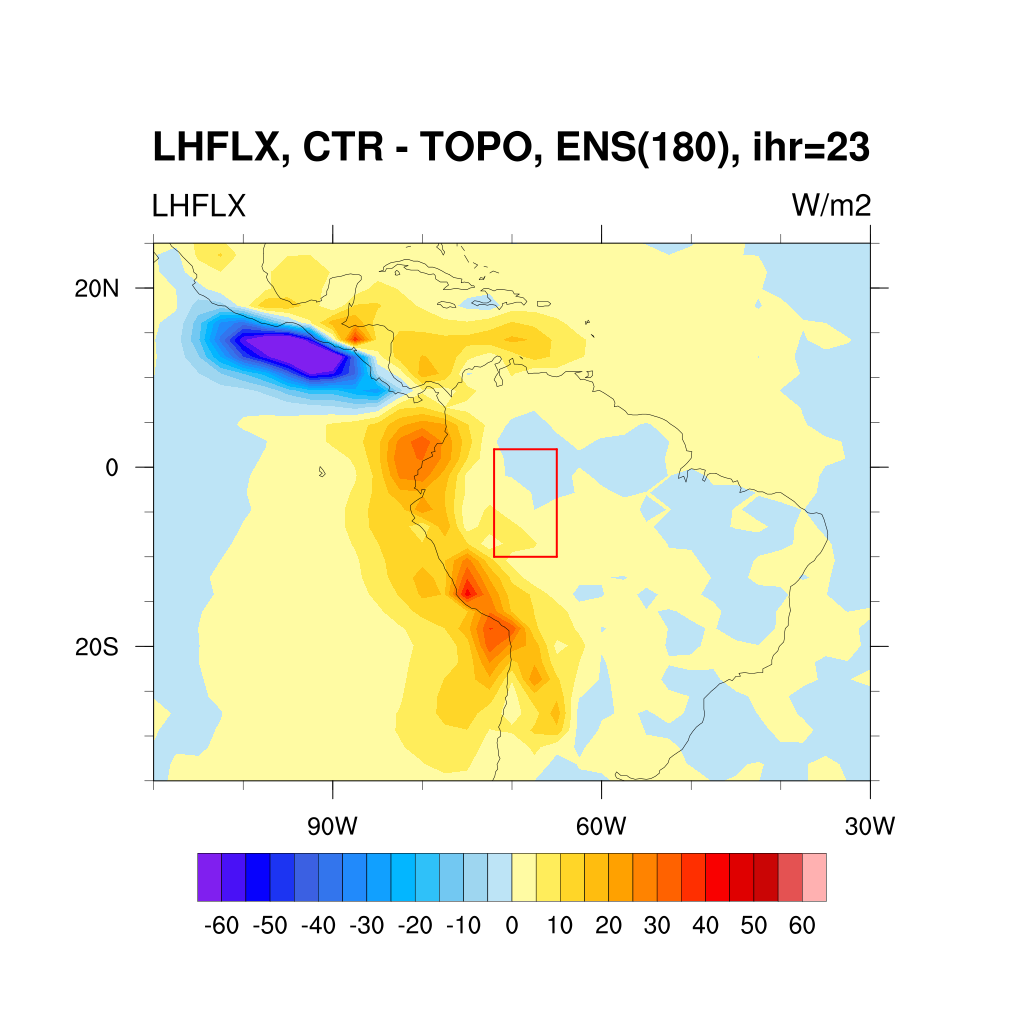 LHFLX, CTR - TOPO, ENS(180), ihr=23
LHFLX W/m2
20N
0
20S
90W 60W 30W
-60 -50 -40 -30 -20 -10 0 10 20 30 40 50 60